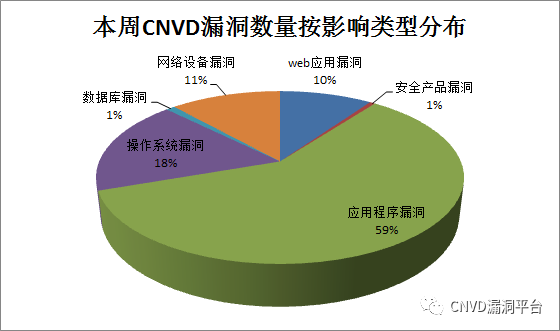 本周CNVD漏洞数量按影响类型分布
网络设备漏洞
11%
web应用漏洞
10%
安全产品漏洞
1%
数据库漏洞
1%
操作系统漏洞
18%
应用程序漏洞
59%
CNVD漏洞平台